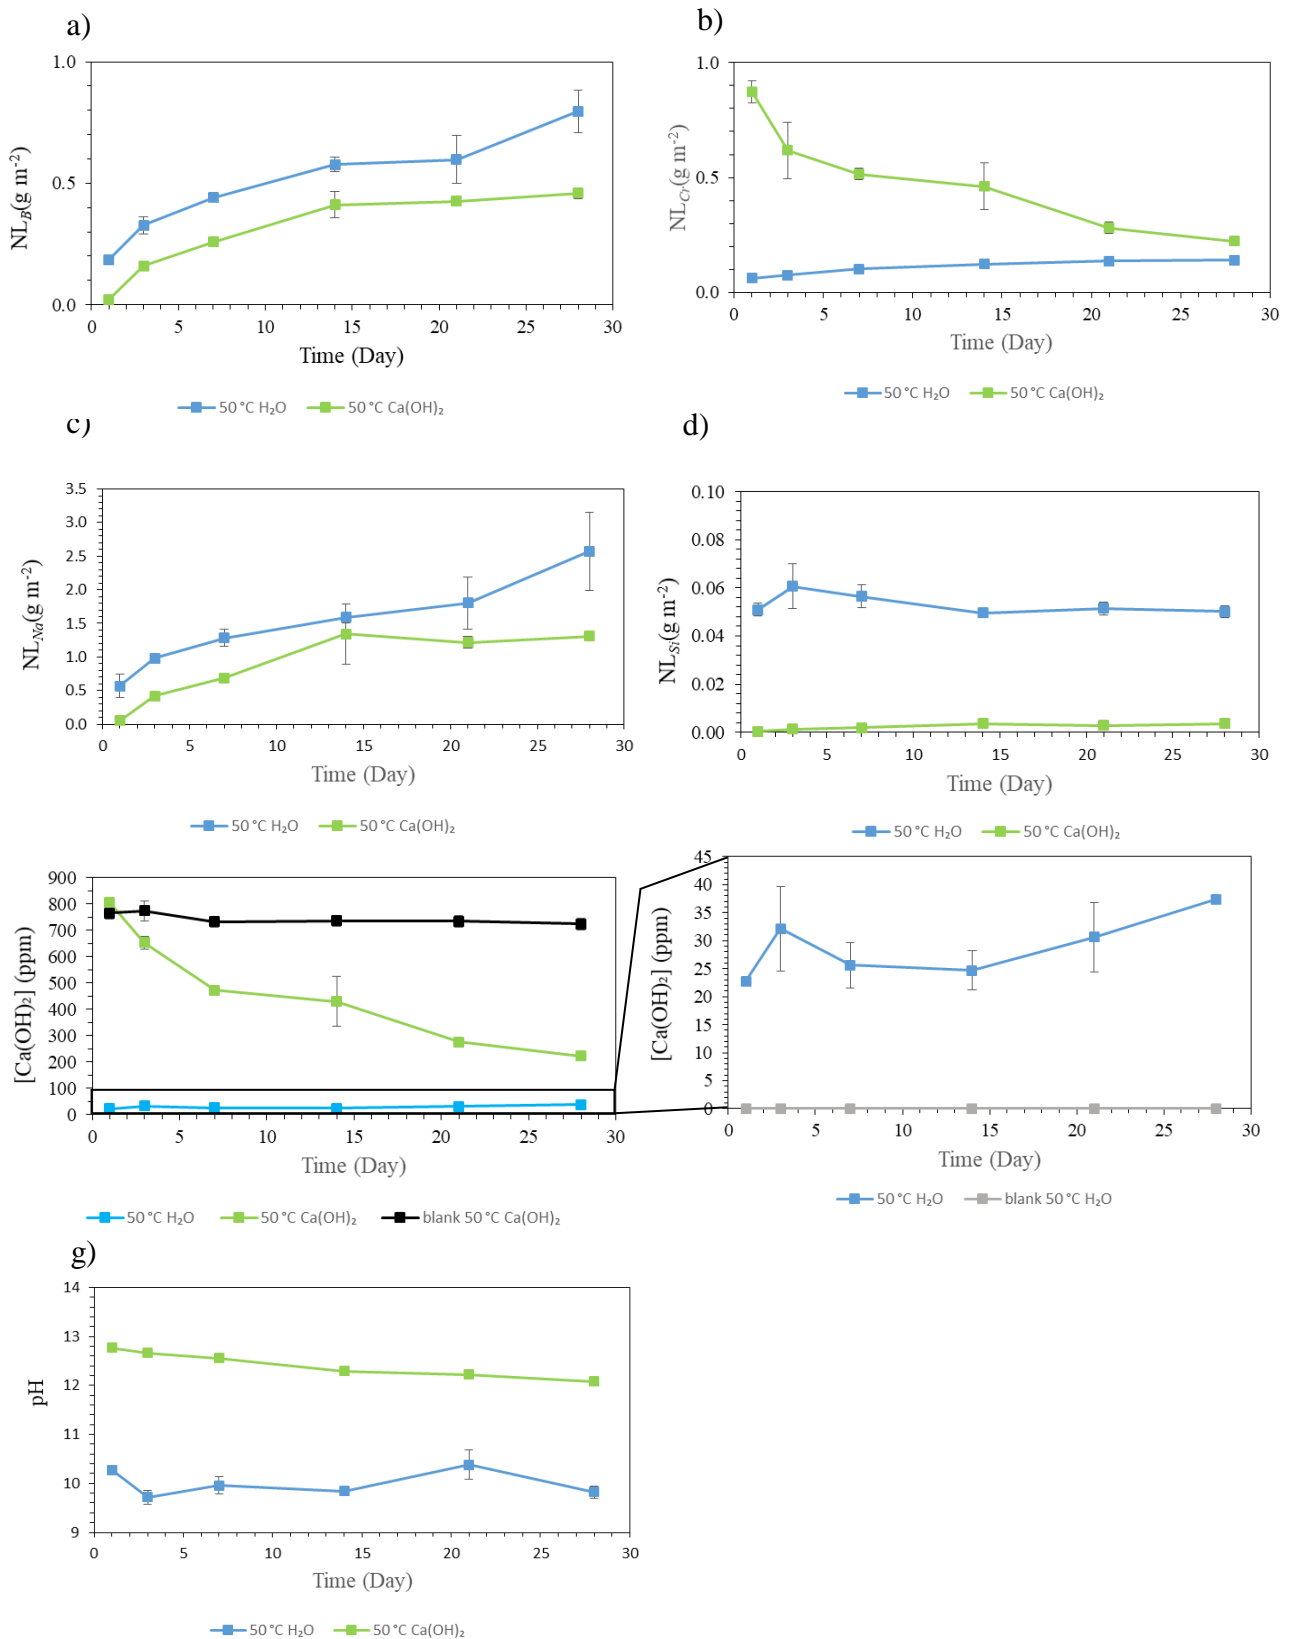 a)
1.0
0.5
0.0
NL_B(g m⁻²)
0 5 10 15 20 25 30
Time (Day)
50 °C H₂O 50 °C Ca(OH)₂
b)
1.0
0.5
0.0
NL_Cr(g m⁻²)
0 5 10 15 20 25 30
Time (Day)
50 °C H₂O 50 °C Ca(OH)₂
c)
3.5
3.0
2.5
2.0
1.5
1.0
0.5
0.0
NL_Na(g m⁻²)
0 5 10 15 20 25 30
Time (Day)
50 °C H₂O 50 °C Ca(OH)₂
d)
0.10
0.08
0.06
0.04
0.02
0.00
NL_Si(g m⁻²)
0 5 10 15 20 25 30
Time (Day)
50 °C H₂O 50 °C Ca(OH)₂
900
800
700
600
500
400
300
200
100
0
[Ca(OH)₂] (ppm)
0 5 10 15 20 25 30
Time (Day)
50 °C H₂O 50 °C Ca(OH)₂ blank 50 °C Ca(OH)₂
45
40
35
30
25
20
15
10
5
0
[Ca(OH)₂] (ppm)
0 5 10 15 20 25 30
Time (Day)
50 °C H₂O blank 50 °C H₂O
g)
14
13
12
11
10
9
pH
0 5 10 15 20 25 30
Time (Day)
50 °C H₂O 50 °C Ca(OH)₂